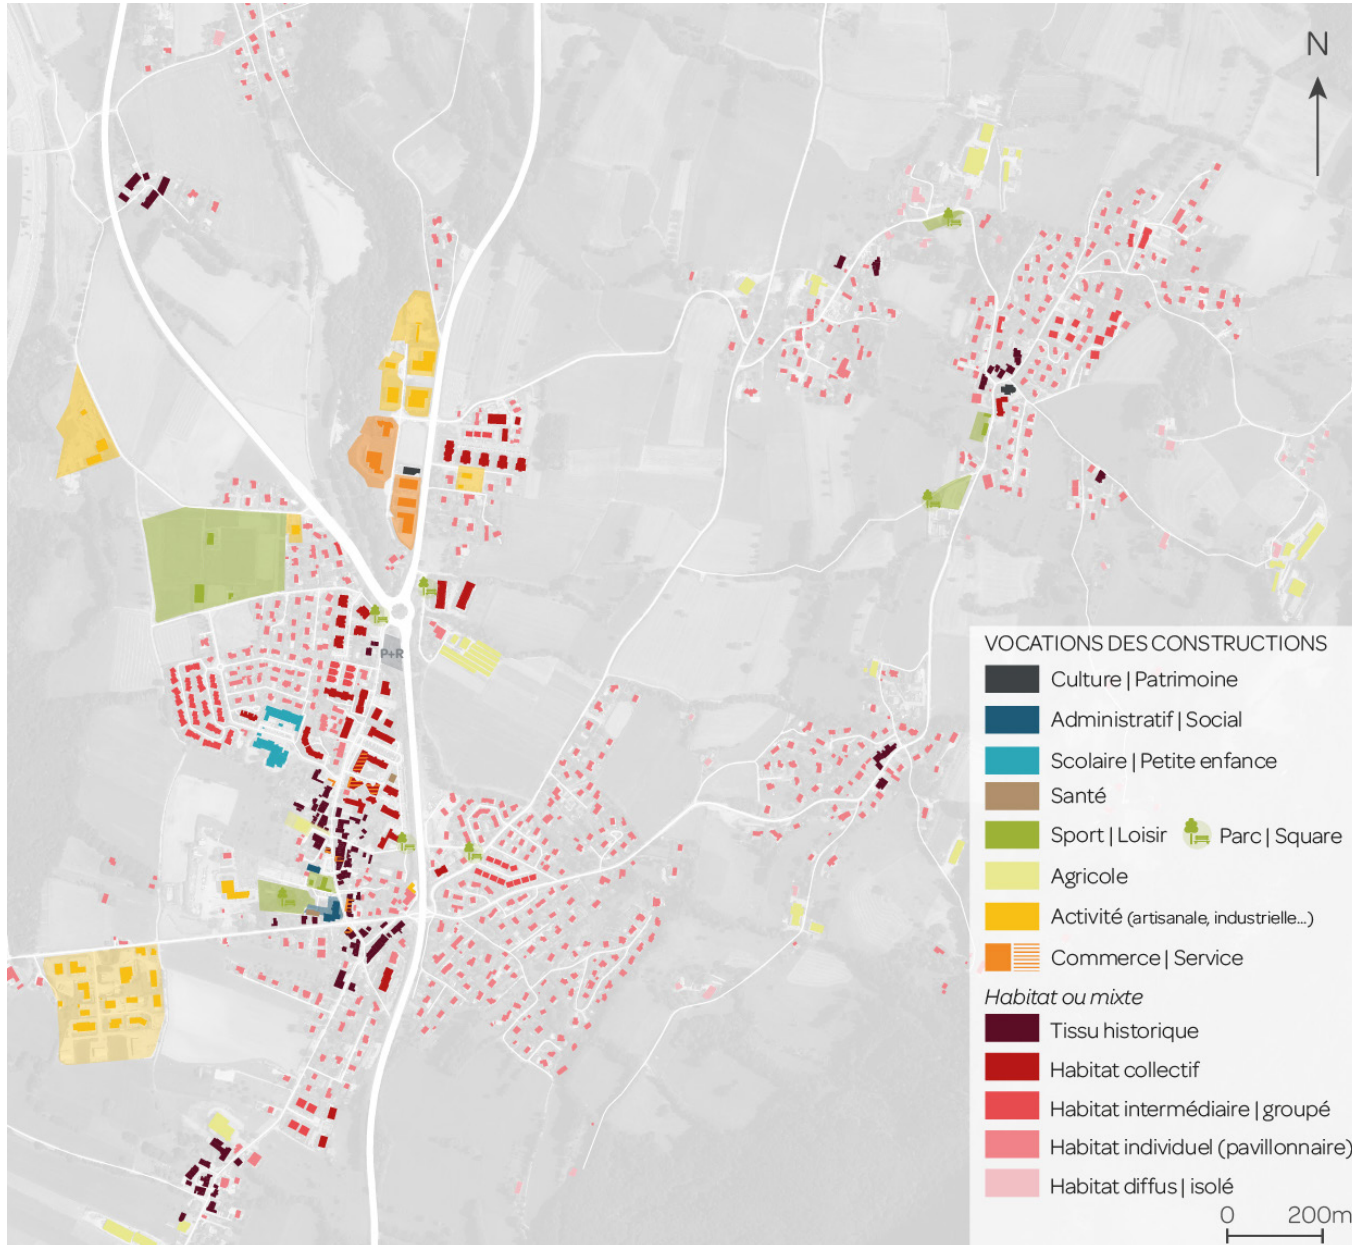 N
P+R
VOCATIONS DES CONSTRUCTIONS
Culture | Patrimoine
Administratif | Social
Scolaire | Petite enfance
Santé
Sport | Loisir Parc | Square
Agricole
Activité (artisanale, industrielle...)
Commerce | Service
Habitat ou mixte
Tissu historique
Habitat collectif
Habitat intermédiaire | groupé
Habitat individuel (pavillonnaire)
Habitat diffus | isolé
0 200m